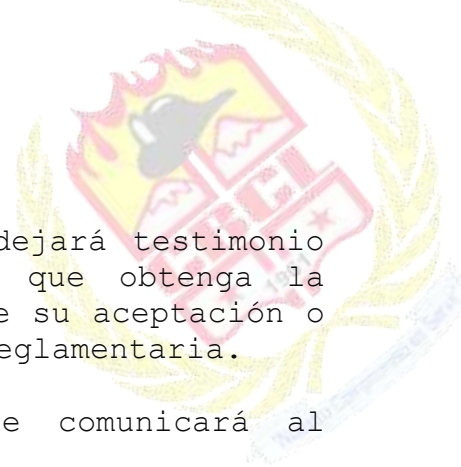 dejará testimonio
que obtenga la
e su aceptación o
eglamentaria.
e comunicará al